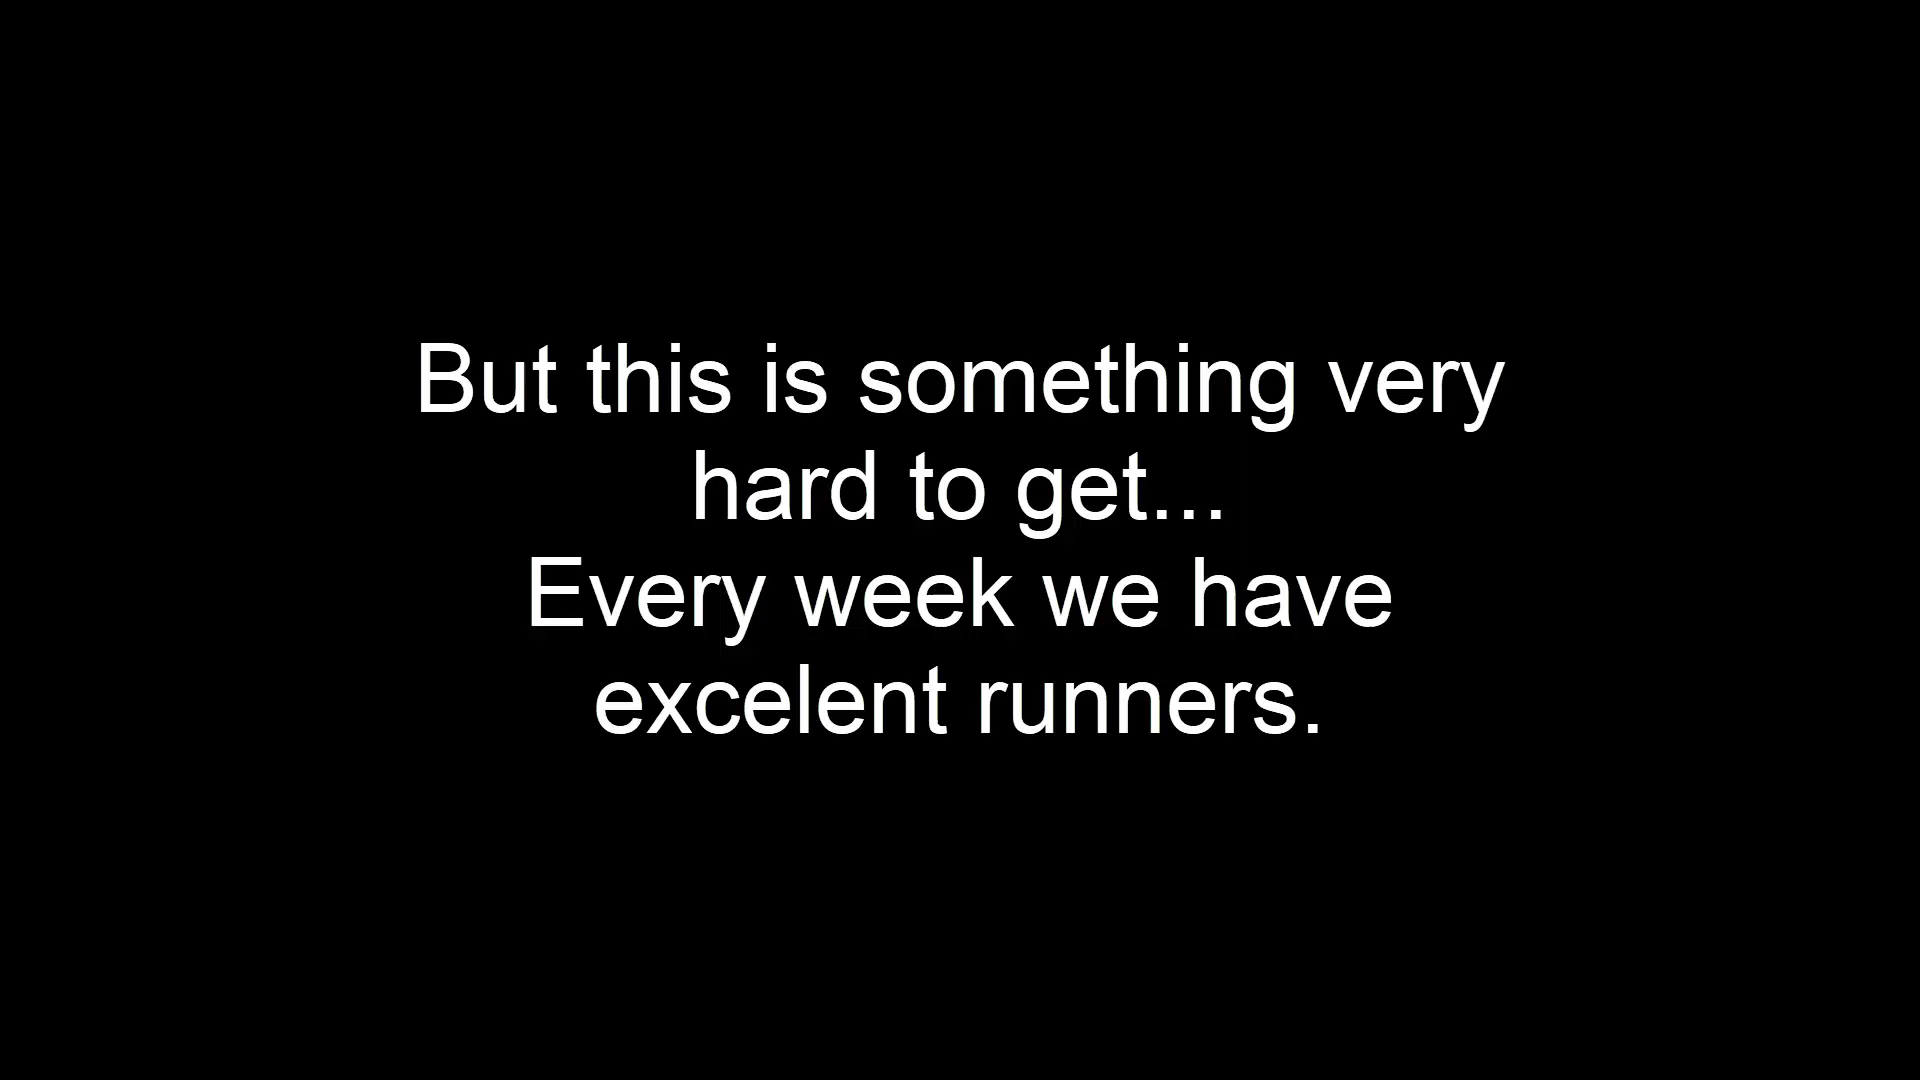 But this is something very
hard to get...
Every week we have
excelent runners.